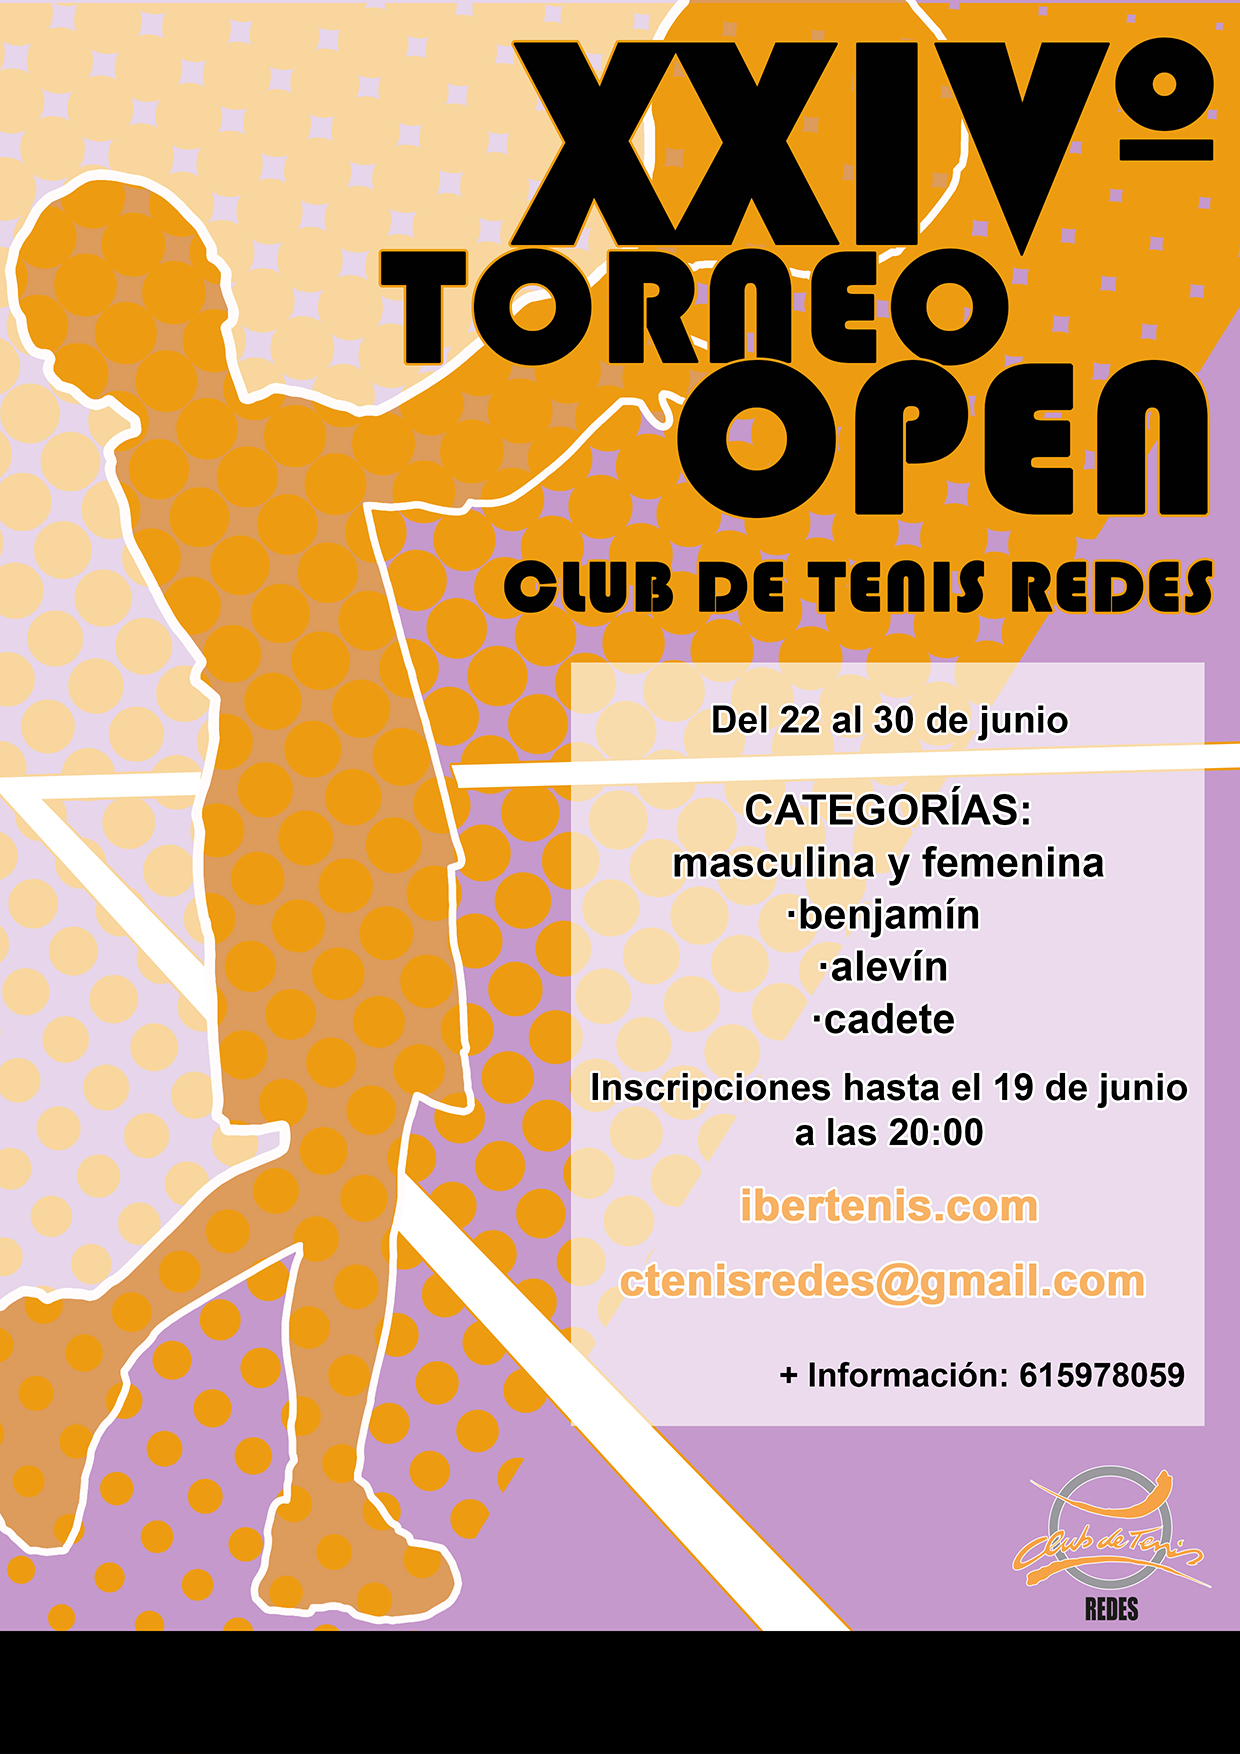 XXIVº
TORNEO
OPEN
CLUB DE TENIS REDES
Del 22 al 30 de junio
CATEGORÍAS:
masculina y femenina
·benjamín
·alevín
·cadete
Inscripciones hasta el 19 de junio
a las 20:00
ibertenis.com
ctenisredes@gmail.com
+ Información: 615978059
Club de Tenis
REDES